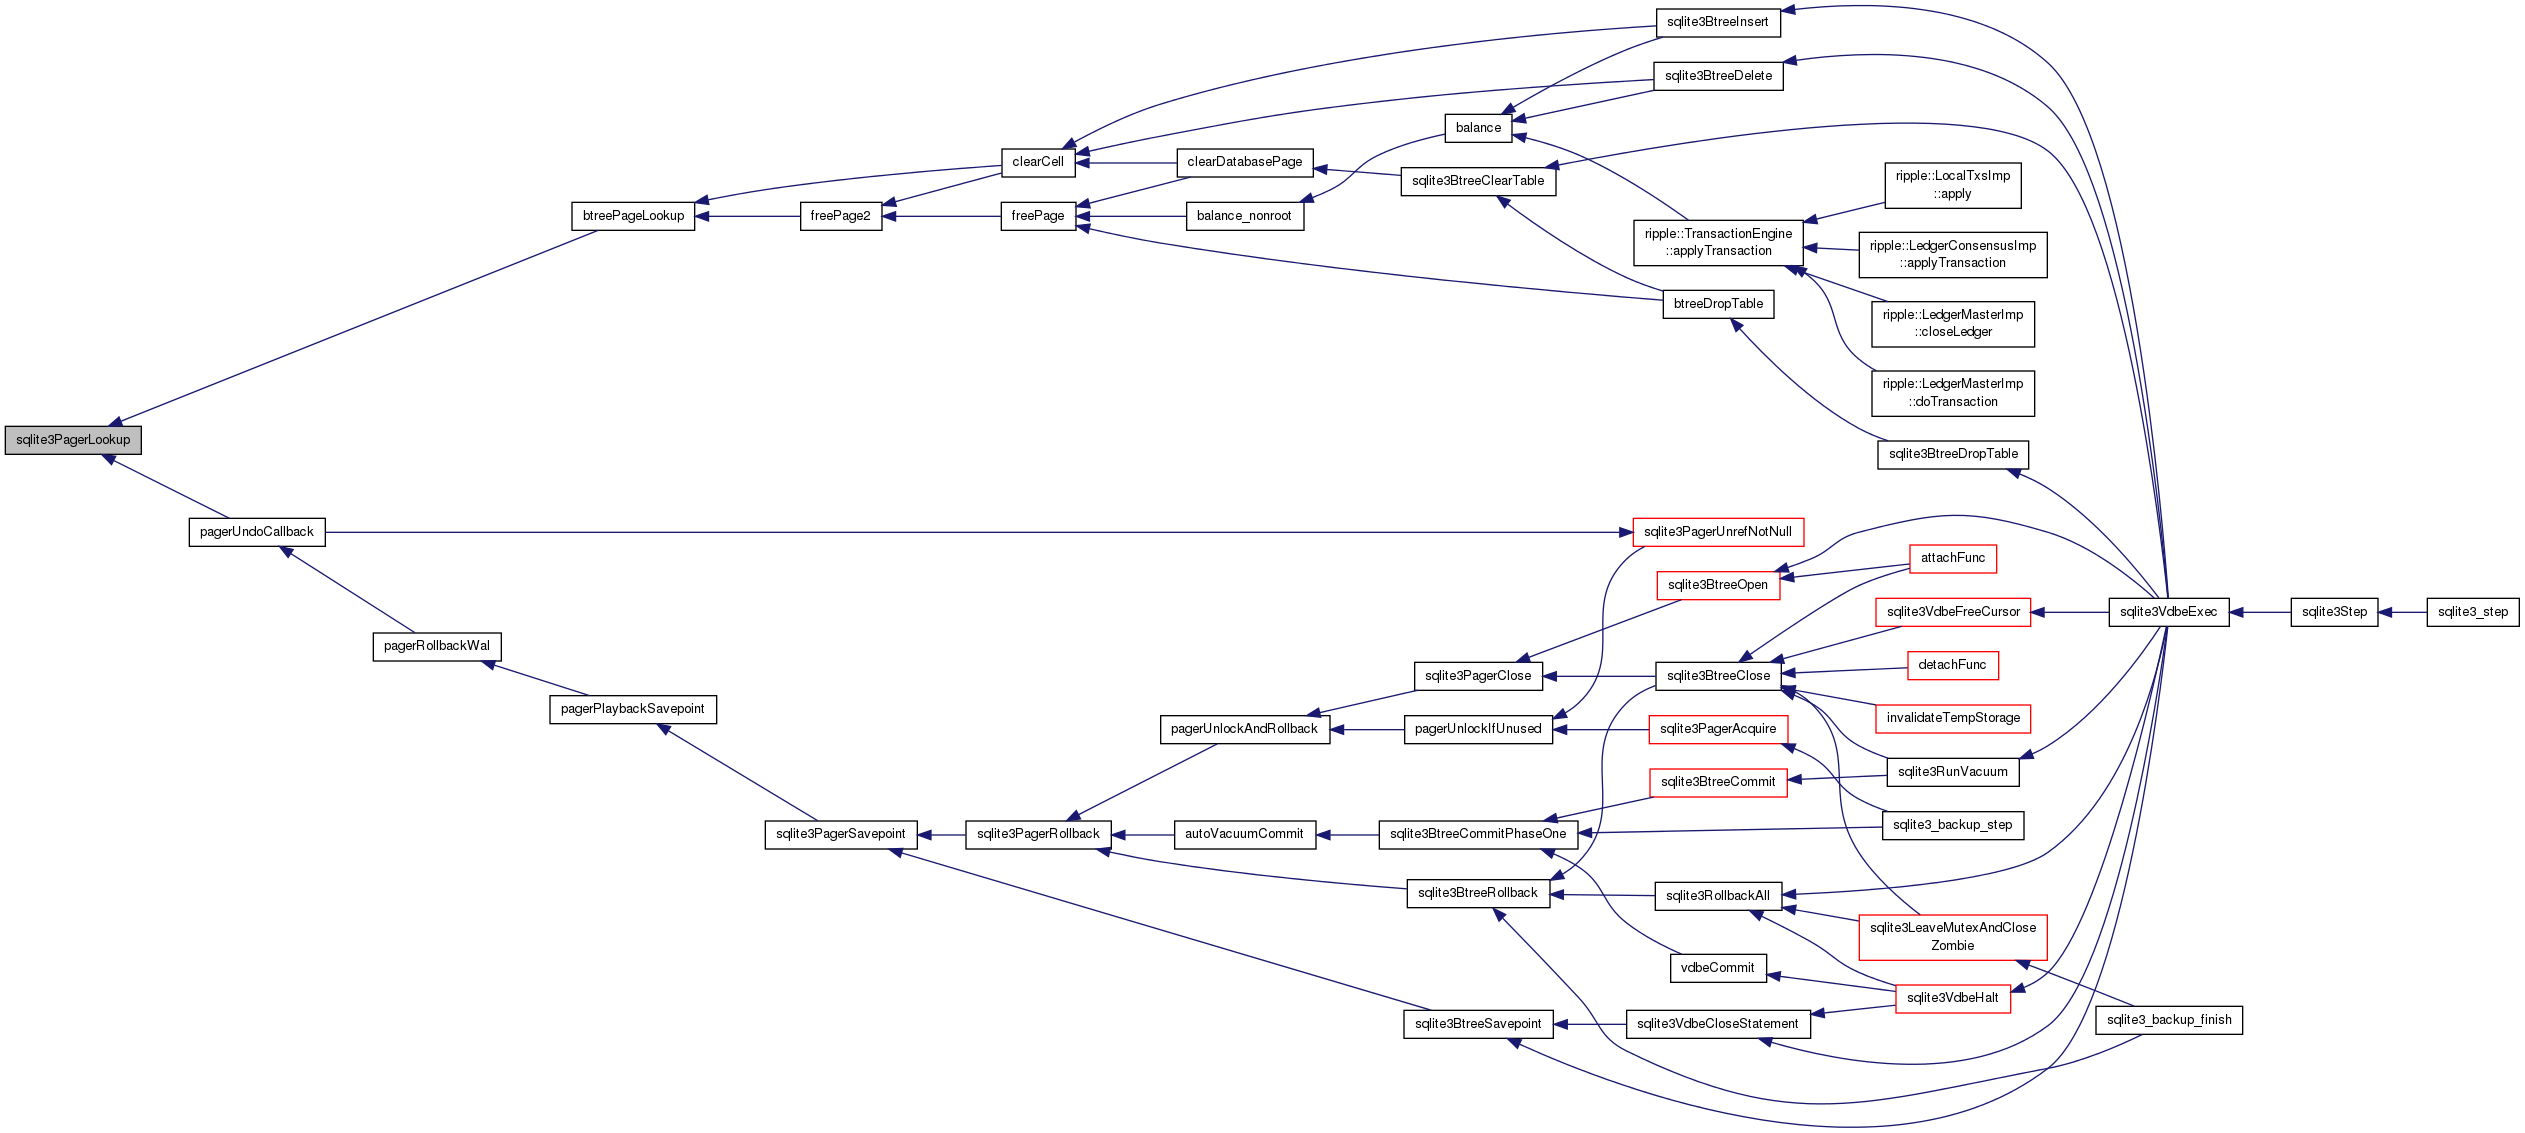 sqlite3PagerLookup
btreePageLookup
pagerUndoCallback
pagerRollbackWal
pagerPlaybackSavepoint
sqlite3PagerSavepoint
freePage2
clearCell
freePage
sqlite3PagerRollback
clearDatabasePage
balance_nonroot
pagerUnlockAndRollback
autoVacuumCommit
balance
sqlite3BtreeClearTable
sqlite3PagerClose
pagerUnlockIfUnused
sqlite3BtreeCommitPhaseOne
sqlite3BtreeRollback
sqlite3BtreeSavepoint
sqlite3BtreeInsert
sqlite3BtreeDelete
ripple::TransactionEngine
::applyTransaction
btreeDropTable
sqlite3PagerUnrefNotNull
sqlite3BtreeOpen
sqlite3BtreeClose
sqlite3PagerAcquire
sqlite3BtreeCommit
sqlite3RollbackAll
vdbeCommit
sqlite3VdbeCloseStatement
ripple::LocalTxsImp
::apply
ripple::LedgerConsensusImp
::applyTransaction
ripple::LedgerMasterImp
::closeLedger
ripple::LedgerMasterImp
::doTransaction
sqlite3BtreeDropTable
attachFunc
sqlite3VdbeFreeCursor
detachFunc
invalidateTempStorage
sqlite3RunVacuum
sqlite3_backup_step
sqlite3LeaveMutexAndClose
Zombie
sqlite3VdbeHalt
sqlite3VdbeExec
sqlite3_backup_finish
sqlite3Step
sqlite3_step